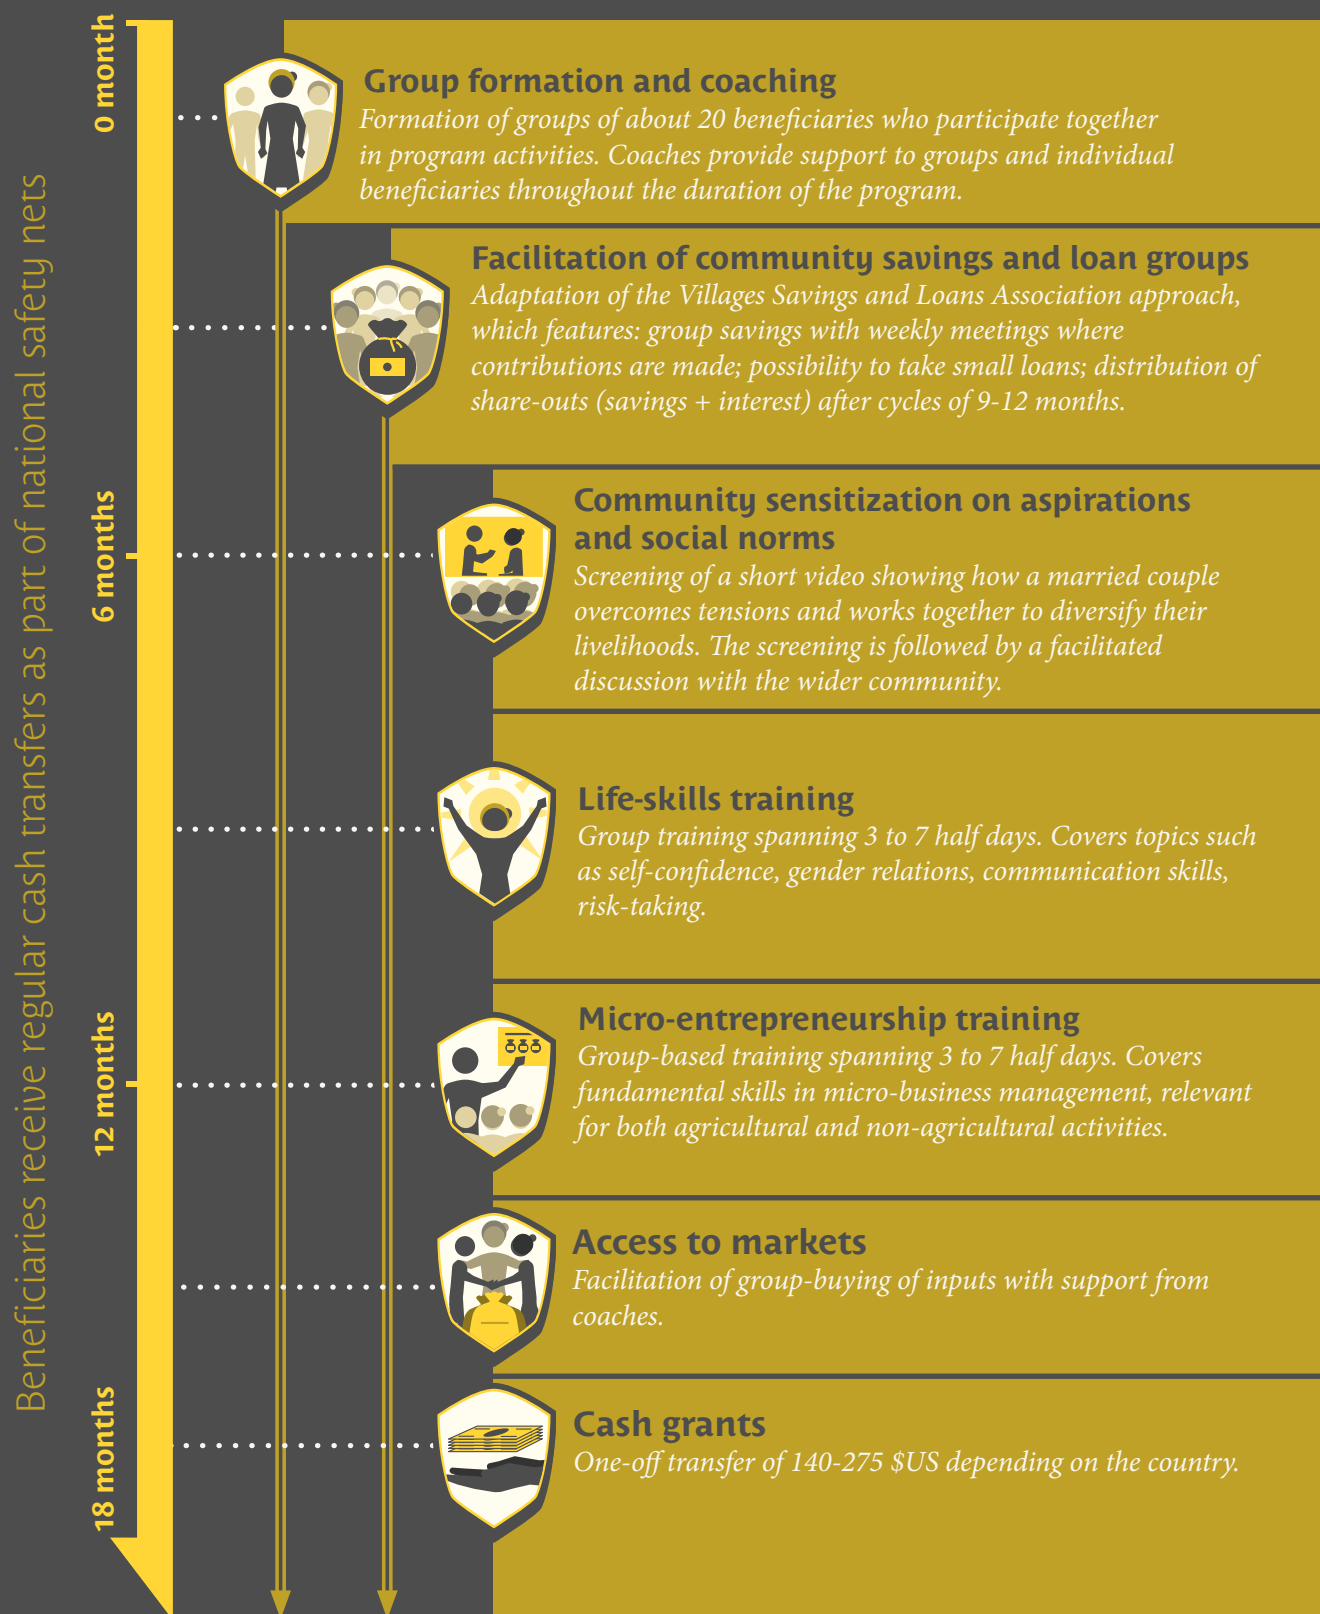 Beneficiaries receive regular cash transfers as part of national safety nets
0 month
6 months
12 months
18 months
Group formation and coaching
Formation of groups of about 20 beneficiaries who participate together
in program activities. Coaches provide support to groups and individual
beneficiaries throughout the duration of the program.
Facilitation of community savings and loan groups
Adaptation of the Villages Savings and Loans Association approach,
which features: group savings with weekly meetings where
contributions are made; possibility to take small loans; distribution of
share-outs (savings + interest) after cycles of 9-12 months.
Community sensitization on aspirations
and social norms
Screening of a short video showing how a married couple
overcomes tensions and works together to diversify their
livelihoods. The screening is followed by a facilitated
discussion with the wider community.
Life-skills training
Group training spanning 3 to 7 half days. Covers topics such
as self-confidence, gender relations, communication skills,
risk-taking.
Micro-entrepreneurship training
Group-based training spanning 3 to 7 half days. Covers
fundamental skills in micro-business management, relevant
for both agricultural and non-agricultural activities.
Access to markets
Facilitation of group-buying of inputs with support from
coaches.
Cash grants
One-off transfer of 140-275 $US depending on the country.